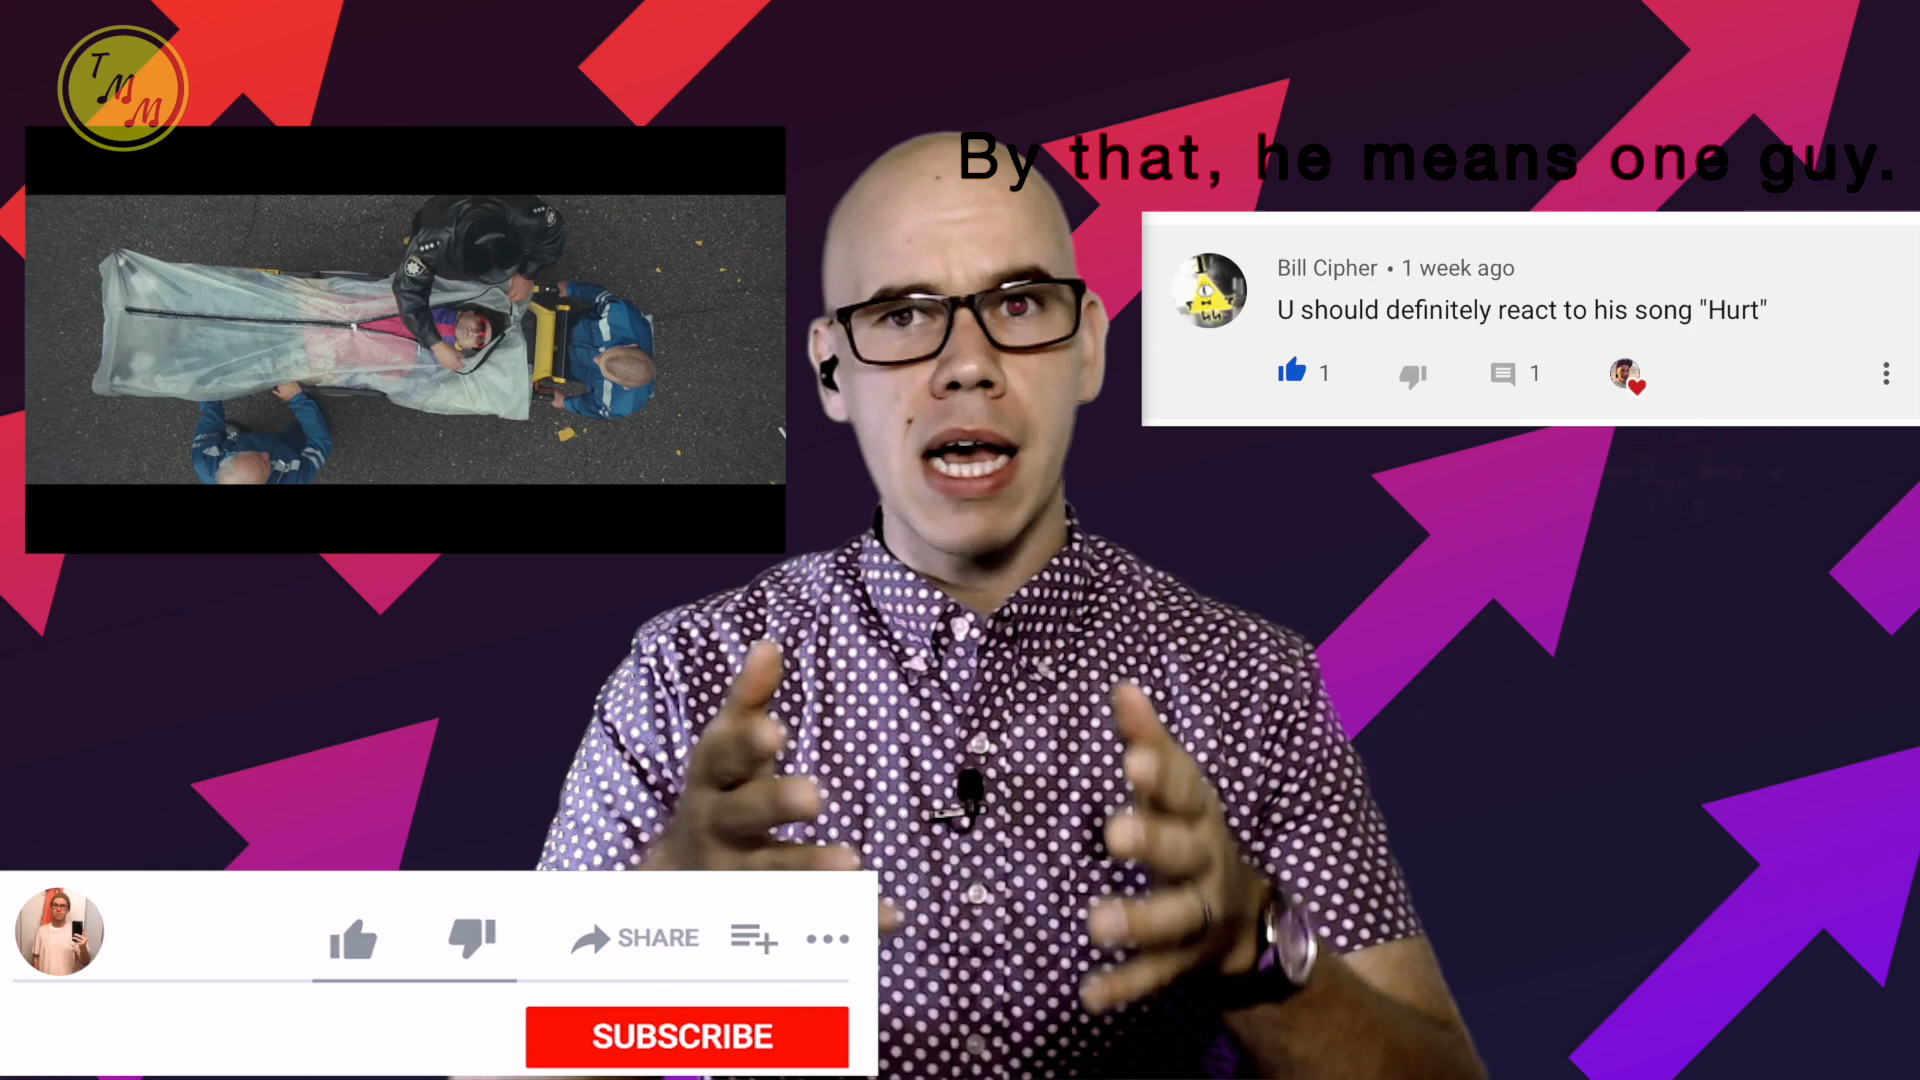 T
M
M
By that, he means one guy.
Bill Cipher • 1 week ago
U should definitely react to his song "Hurt"
1
1
SHARE
SUBSCRIBE